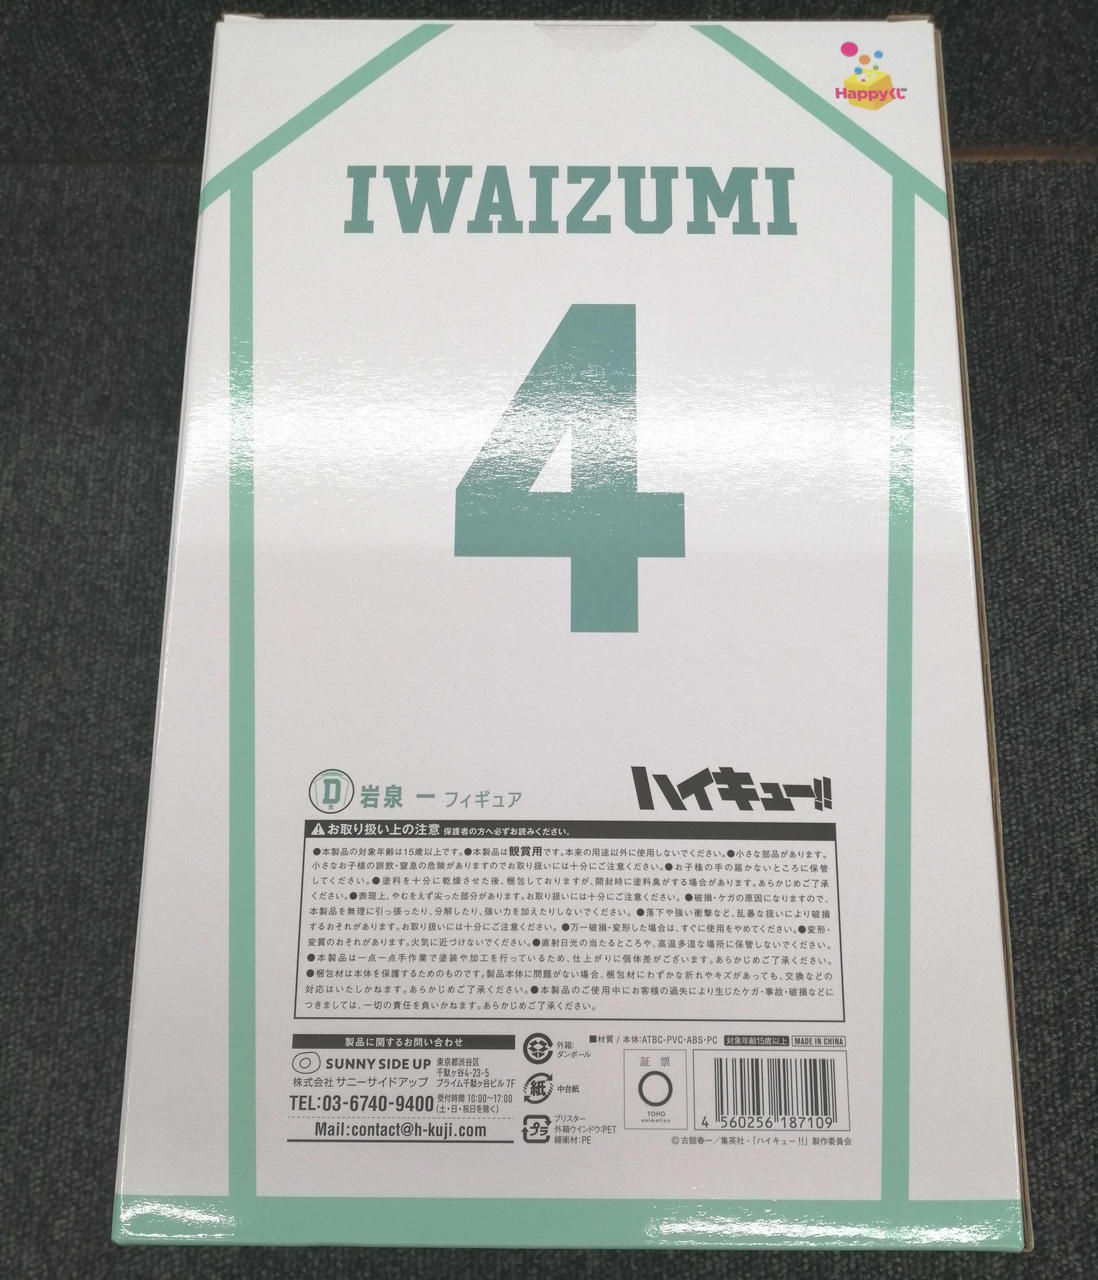 Happyくじ
IWAIZUMI
4
D賞
岩泉 一 フィギュア
ハイキュー!!
お取り扱い上の注意 保護者の方へ必ずお読みください。
●本製品の対象年齢は15歳以上です。●本製品は観賞用です。本来の用途以外に使用しないでください。●小さな部品があります。
小さなお子様の誤飲・窒息の危険がありますのでお取り扱いには十分にご注意ください。●お子様の手の届かないところに保管
してください。●塗料を十分に乾燥させた後、梱包しておりますが、開封時に塗料臭がする場合があります。あらかじめご了承
ください。●表現上、やむをえず尖った部分があります。お取り扱いには十分にご注意ください。●破損・ケガの原因になりますので、
本製品を無理に引っ張ったり、分解したり、強い力を加えたりしないでください。●落下や強い衝撃など、乱暴な扱いにより破損
するおそれがあります。お取り扱いには十分にご注意ください。●万一破損・変形した場合は、すぐに使用をやめてください。●変形・
変質のおそれがあります。火気に近づけないでください。●直射日光の当たるところや、高温多湿な場所に保管しないでください。
●本製品は一点一点手作業で塗装や加工を行っているため、仕上がりに個体差がございます。あらかじめご了承ください。
●梱包材は本体を保護するためのものです。製品本体に問題がない場合、梱包材にわずかな折れやキズがあっても、交換などの
対応はいたしかねます。あらかじめご了承ください。●本製品のご使用中にお客様の過失により生じたケガ・事故・破損などに
つきましては、一切の責任を負いかねます。あらかじめご了承ください。
製品に関するお問い合わせ
SUNNY SIDE UP
株式会社 サニーサイドアップ
東京都渋谷区
千駄ヶ谷4-23-5
プライム千駄ヶ谷ビル 7F
TEL:03-6740-9400
受付時間 10:00〜17:00
(土・日・祝日を除く)
Mail:contact@h-kuji.com
外箱:
ダンボール
紙
中台紙
プラ
ブリスター
外箱ウインドウ:PET
緩衝材:PE
■材質 / 本体:ATBC-PVC・ABS・PC
対象年齢15歳以上
MADE IN CHINA
証票
TOHO
animation
4 560256 187109
©古舘春一/集英社・「ハイキュー!!」製作委員会